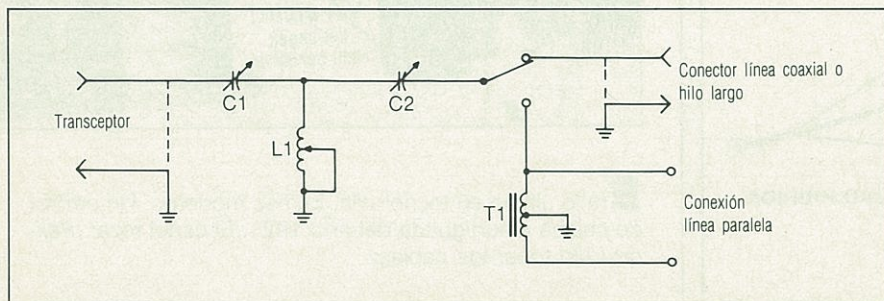 Transceptor
C1
L1
C2
T1
Conector línea coaxial o
hilo largo
Conexión
línea paralela